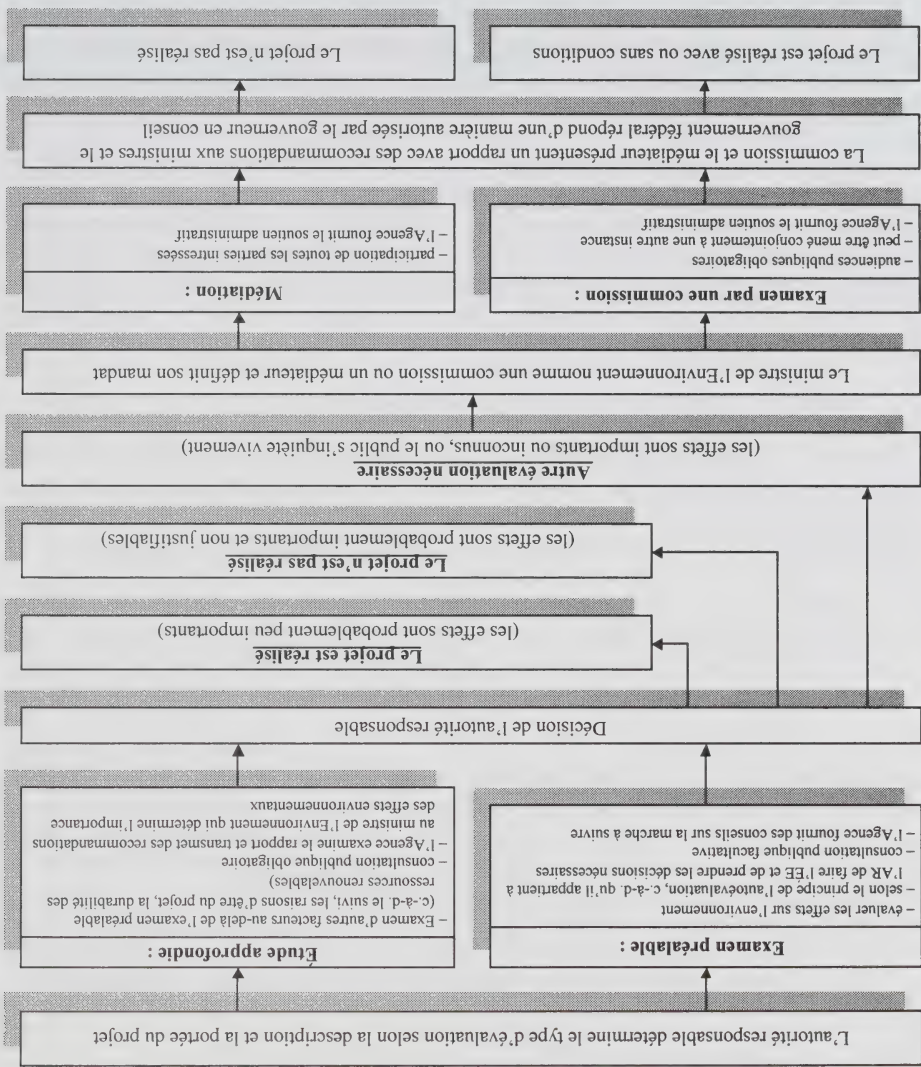 L'autorité responsable détermine le type d'évaluation selon la description et la portée du projet
Examen préalable :
– évaluer les effets sur l'environnement
– selon le principe de l'autoévaluation, c.-à-d. qu'il appartient à
l'AR de faire l'ÉE et de prendre les décisions nécessaires
– consultation publique facultative
– l'Agence fournit des conseils sur la marche à suivre
Étude approfondie :
– Examen d'autres facteurs au-delà de l'examen préalable
(c.-à-d. le suivi, les raisons d'être du projet, la durabilité des
ressources renouvelables)
– consultation publique obligatoire
– l'Agence examine le rapport et transmet des recommandations
au ministre de l'Environnement qui détermine l'importance
des effets environnementaux
Décision de l'autorité responsable
Le projet est réalisé
(les effets sont probablement peu importants)
Le projet n'est pas réalisé
(les effets sont probablement importants et non justifiables)
Autre évaluation nécessaire
(les effets sont importants ou inconnus, ou le public s'inquiète vivement)
Le ministre de l'Environnement nomme une commission ou un médiateur et définit son mandat
Examen par une commission :
– audiences publiques obligatoires
– peut être mené conjointement à une autre instance
– l'Agence fournit le soutien administratif
Médiation :
– participation de toutes les parties intressées
– l'Agence fournit le soutien administratif
La commission et le médiateur présentent un rapport avec des recommandations aux ministres et le
gouvernement fédéral répond d'une manière autorisée par le gouverneur en conseil
Le projet est réalisé avec ou sans conditions
Le projet n'est pas réalisé